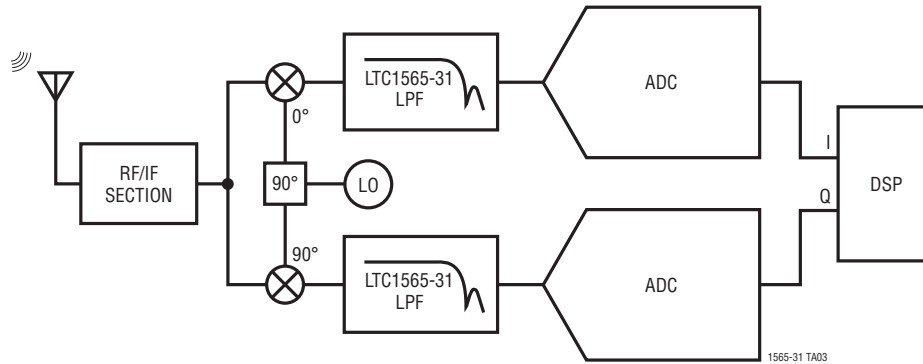 LTC1565-31
LPF
ADC
0°
I
RF/IF
SECTION
90°
LO
DSP
Q
90°
LTC1565-31
LPF
ADC
1565-31 TA03